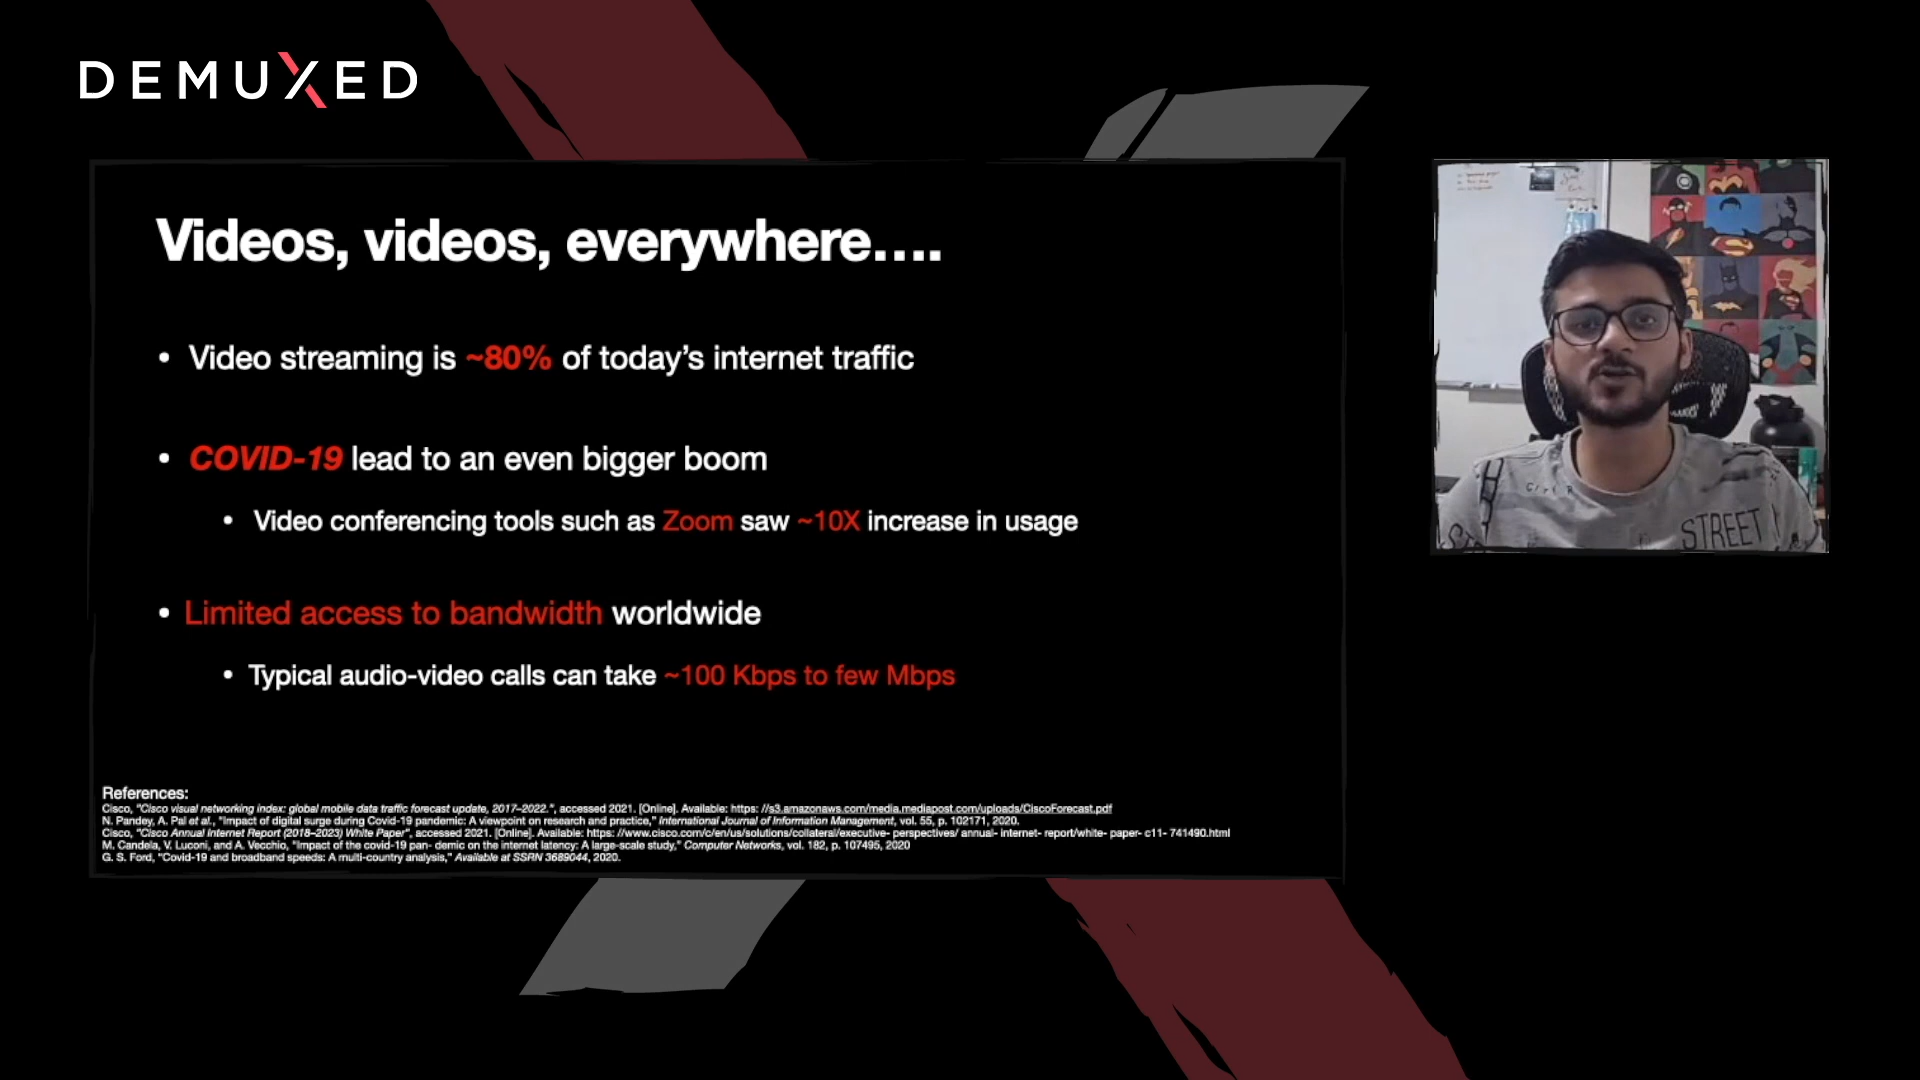 DEMUXED
Videos, videos, everywhere....
• Video streaming is ~80% of today's internet traffic
• COVID-19 lead to an even bigger boom
• Video conferencing tools such as Zoom saw ~10X increase in usage
• Limited access to bandwidth worldwide
• Typical audio-video calls can take ~100 Kbps to few Mbps
References:
Cisco, "Cisco visual networking index: global mobile data traffic forecast update, 2017–2022.", accessed 2021. [Online]. Available: https: //s3.amazonaws.com/media.mediapost.com/uploads/CiscoForecast.pdf
N. Pandey, A. Pal et al., "Impact of digital surge during Covid-19 pandemic: A viewpoint on research and practice," International Journal of Information Management, vol. 55, p. 102171, 2020.
Cisco, "Cisco Annual Internet Report (2018–2023) White Paper", accessed 2021. [Online]. Available: https: //www.cisco.com/c/en/us/solutions/collateral/executive- perspectives/ annual- internet- report/white- paper- c11- 741490.html
M. Candela, V. Luconi, and A. Vecchio, "Impact of the covid-19 pan- demic on the internet latency: A large-scale study," Computer Networks, vol. 182, p. 107495, 2020
G. S. Ford, "Covid-19 and broadband speeds: A multi-country analysis," Available at SSRN 3689044, 2020.
STREET